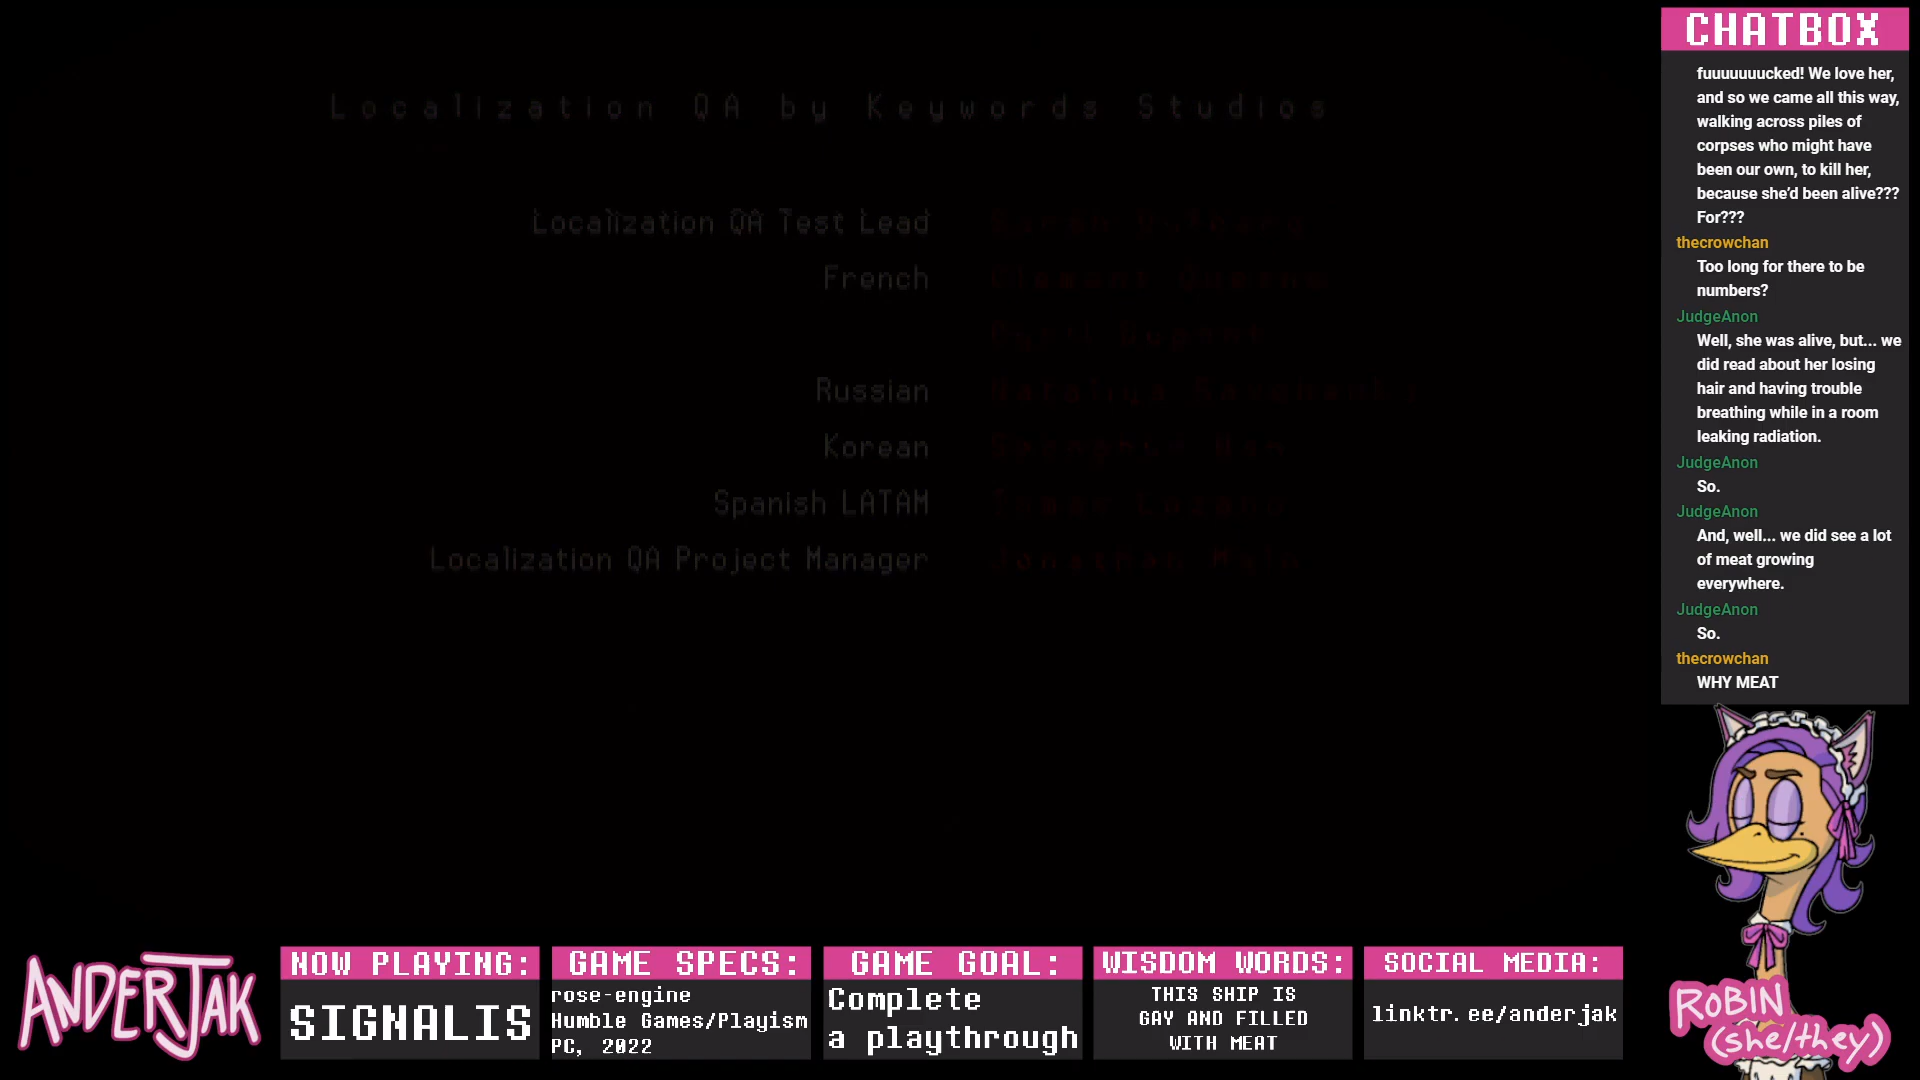 Localization QA by Keywords Studios
Localization QA Test Lead
French
Russian
Korean
Spanish LATAM
Localization QA Project Manager
CHATBOX
fuuuuuuucked! We love her,
and so we came all this way,
walking across piles of
corpses who might have
been our own, to kill her,
because she'd been alive???
For???
thecrowchan
Too long for there to be
numbers?
JudgeAnon
Well, she was alive, but... we
did read about her losing
hair and having trouble
breathing while in a room
leaking radiation.
JudgeAnon
So.
JudgeAnon
And, well... we did see a lot
of meat growing
everywhere.
JudgeAnon
So.
thecrowchan
WHY MEAT
ANDERJAK
NOW PLAYING:
SIGNALIS
GAME SPECS:
rose-engine
Humble Games/Playism
PC, 2022
GAME GOAL:
Complete
a playthrough
WISDOM WORDS:
THIS SHIP IS
GAY AND FILLED
WITH MEAT
SOCIAL MEDIA:
linktr.ee/anderjak
ROBIN
(she/they)